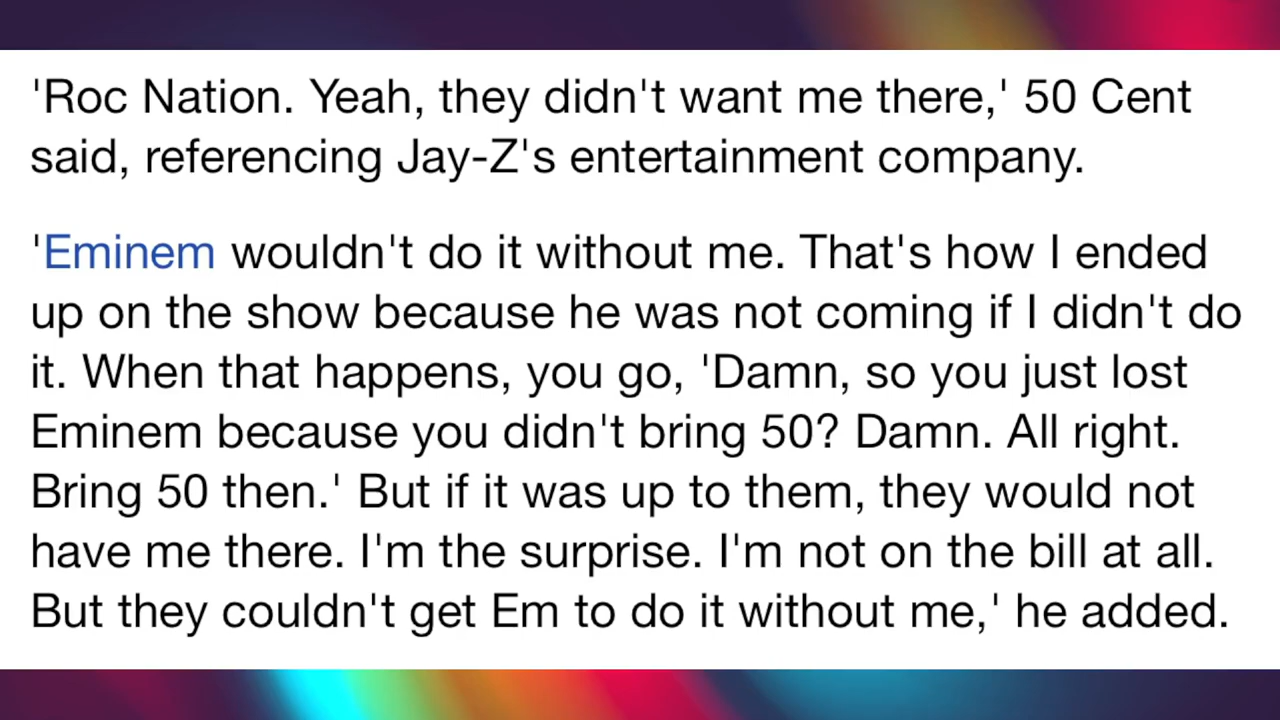 'Roc Nation. Yeah, they didn't want me there,' 50 Cent
said, referencing Jay-Z's entertainment company.
'Eminem wouldn't do it without me. That's how I ended
up on the show because he was not coming if I didn't do
it. When that happens, you go, 'Damn, so you just lost
Eminem because you didn't bring 50? Damn. All right.
Bring 50 then.' But if it was up to them, they would not
have me there. I'm the surprise. I'm not on the bill at all.
But they couldn't get Em to do it without me,' he added.